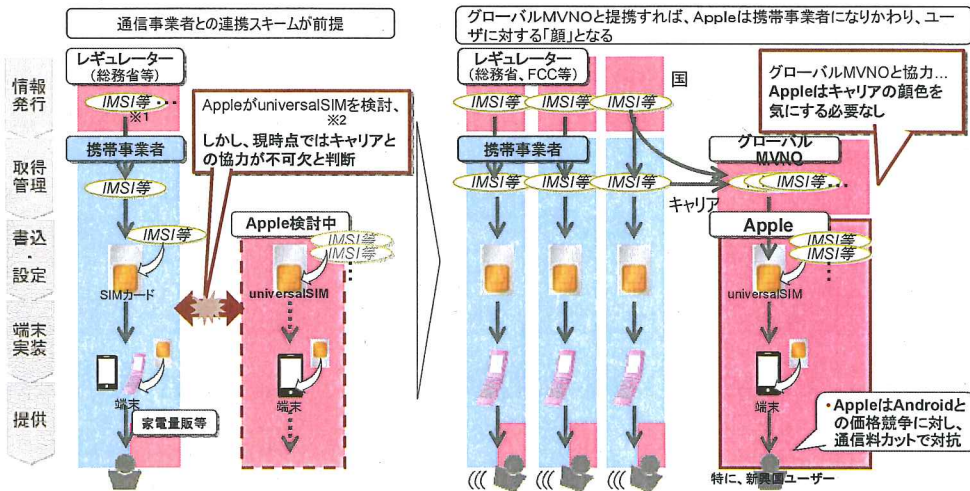 通信事業者との連携スキームが前提
グローバルMVNOと提携すれば、Appleは携帯事業者になりかわり、ユー
ザに対する「顔」となる
情報
発行
取得
管理
書込
・
設定
端末
実装
提供
レギュレーター
(総務省等)
IMSI等
※1
携帯事業者
IMSI等
IMSI等
SIMカード
端末
家電量販等
Appleがuniversal SIMを検討、
※2
しかし、現時点ではキャリアと
の協力が不可欠と判断
Apple検討中
IMSI等
IMSI等
universalSIM
端末
レギュレーター
(総務省、FCC等)
国
IMSI等
IMSI等
IMSI等
携帯事業者
IMSI等
IMSI等
IMSI等
キャリア
グローバルMVNOと協力…
Appleはキャリアの顔色を
気にする必要なし
グローバル
MVNO
IMSI等
Apple
IMSI等
IMSI等
universalSIM
端末
・AppleはAndroidと
の価格競争に対し、
通信料カットで対抗
特に、新興国ユーザー